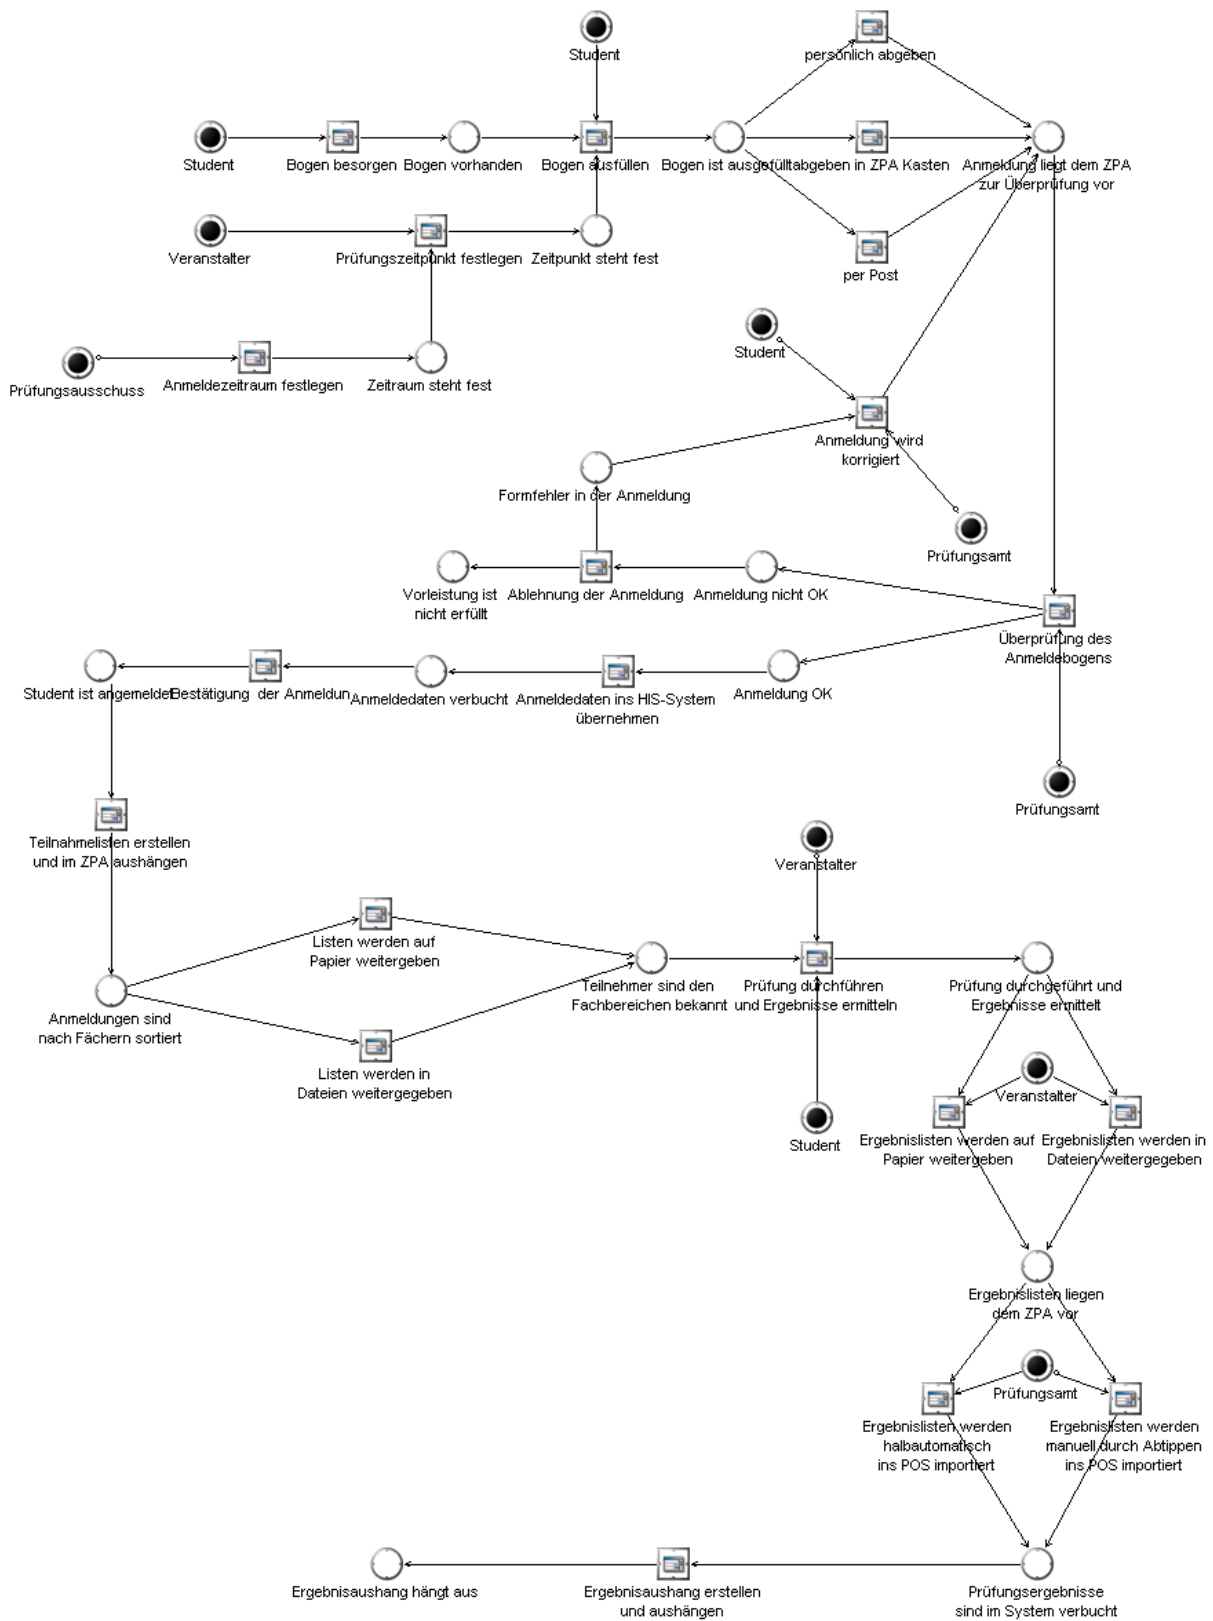 Student
persönlich abgeben
Student
Bogen besorgen
Bogen vorhanden
Bogen ausfüllen
Bogen ist ausgefüllt
abgeben in ZPA Kasten
Anmeldung liegt dem ZPA
zur Überprüfung vor
Veranstalter
Prüfungszeitpunkt festlegen
Zeitpunkt steht fest
per Post
Student
Prüfungsausschuss
Anmeldezeitraum festlegen
Zeitraum steht fest
Anmeldung wird
korrigiert
Formfehler in der Anmeldung
Prüfungsamt
Vorleistung ist
nicht erfüllt
Ablehnung der Anmeldung
Anmeldung nicht OK
Überprüfung des
Anmeldebogens
Student ist angemeldet
Bestätigung der Anmeldun
Anmeldedaten verbucht
Anmeldedaten ins HIS-System
übernehmen
Anmeldung OK
Prüfungsamt
Teilnahmelisten erstellen
und im ZPA aushängen
Veranstalter
Listen werden auf
Papier weitergeben
Teilnehmer sind den
Fachbereichen bekannt
Prüfung durchführen
und Ergebnisse ermitteln
Prüfung durchgeführt und
Ergebnisse ermittelt
Anmeldungen sind
nach Fächern sortiert
Listen werden in
Dateien weitergegeben
Veranstalter
Student
Ergebnislisten werden auf
Papier weitergeben
Ergebnislisten werden in
Dateien weitergegeben
Ergebnislisten liegen
dem ZPA vor
Prüfungsamt
Ergebnislisten werden
halbautomatisch
ins POS importiert
Ergebnislisten werden
manuell durch Abtippen
ins POS importiert
Ergebnisaushang hängt aus
Ergebnisaushang erstellen
und aushängen
Prüfungsergebnisse
sind im System verbucht